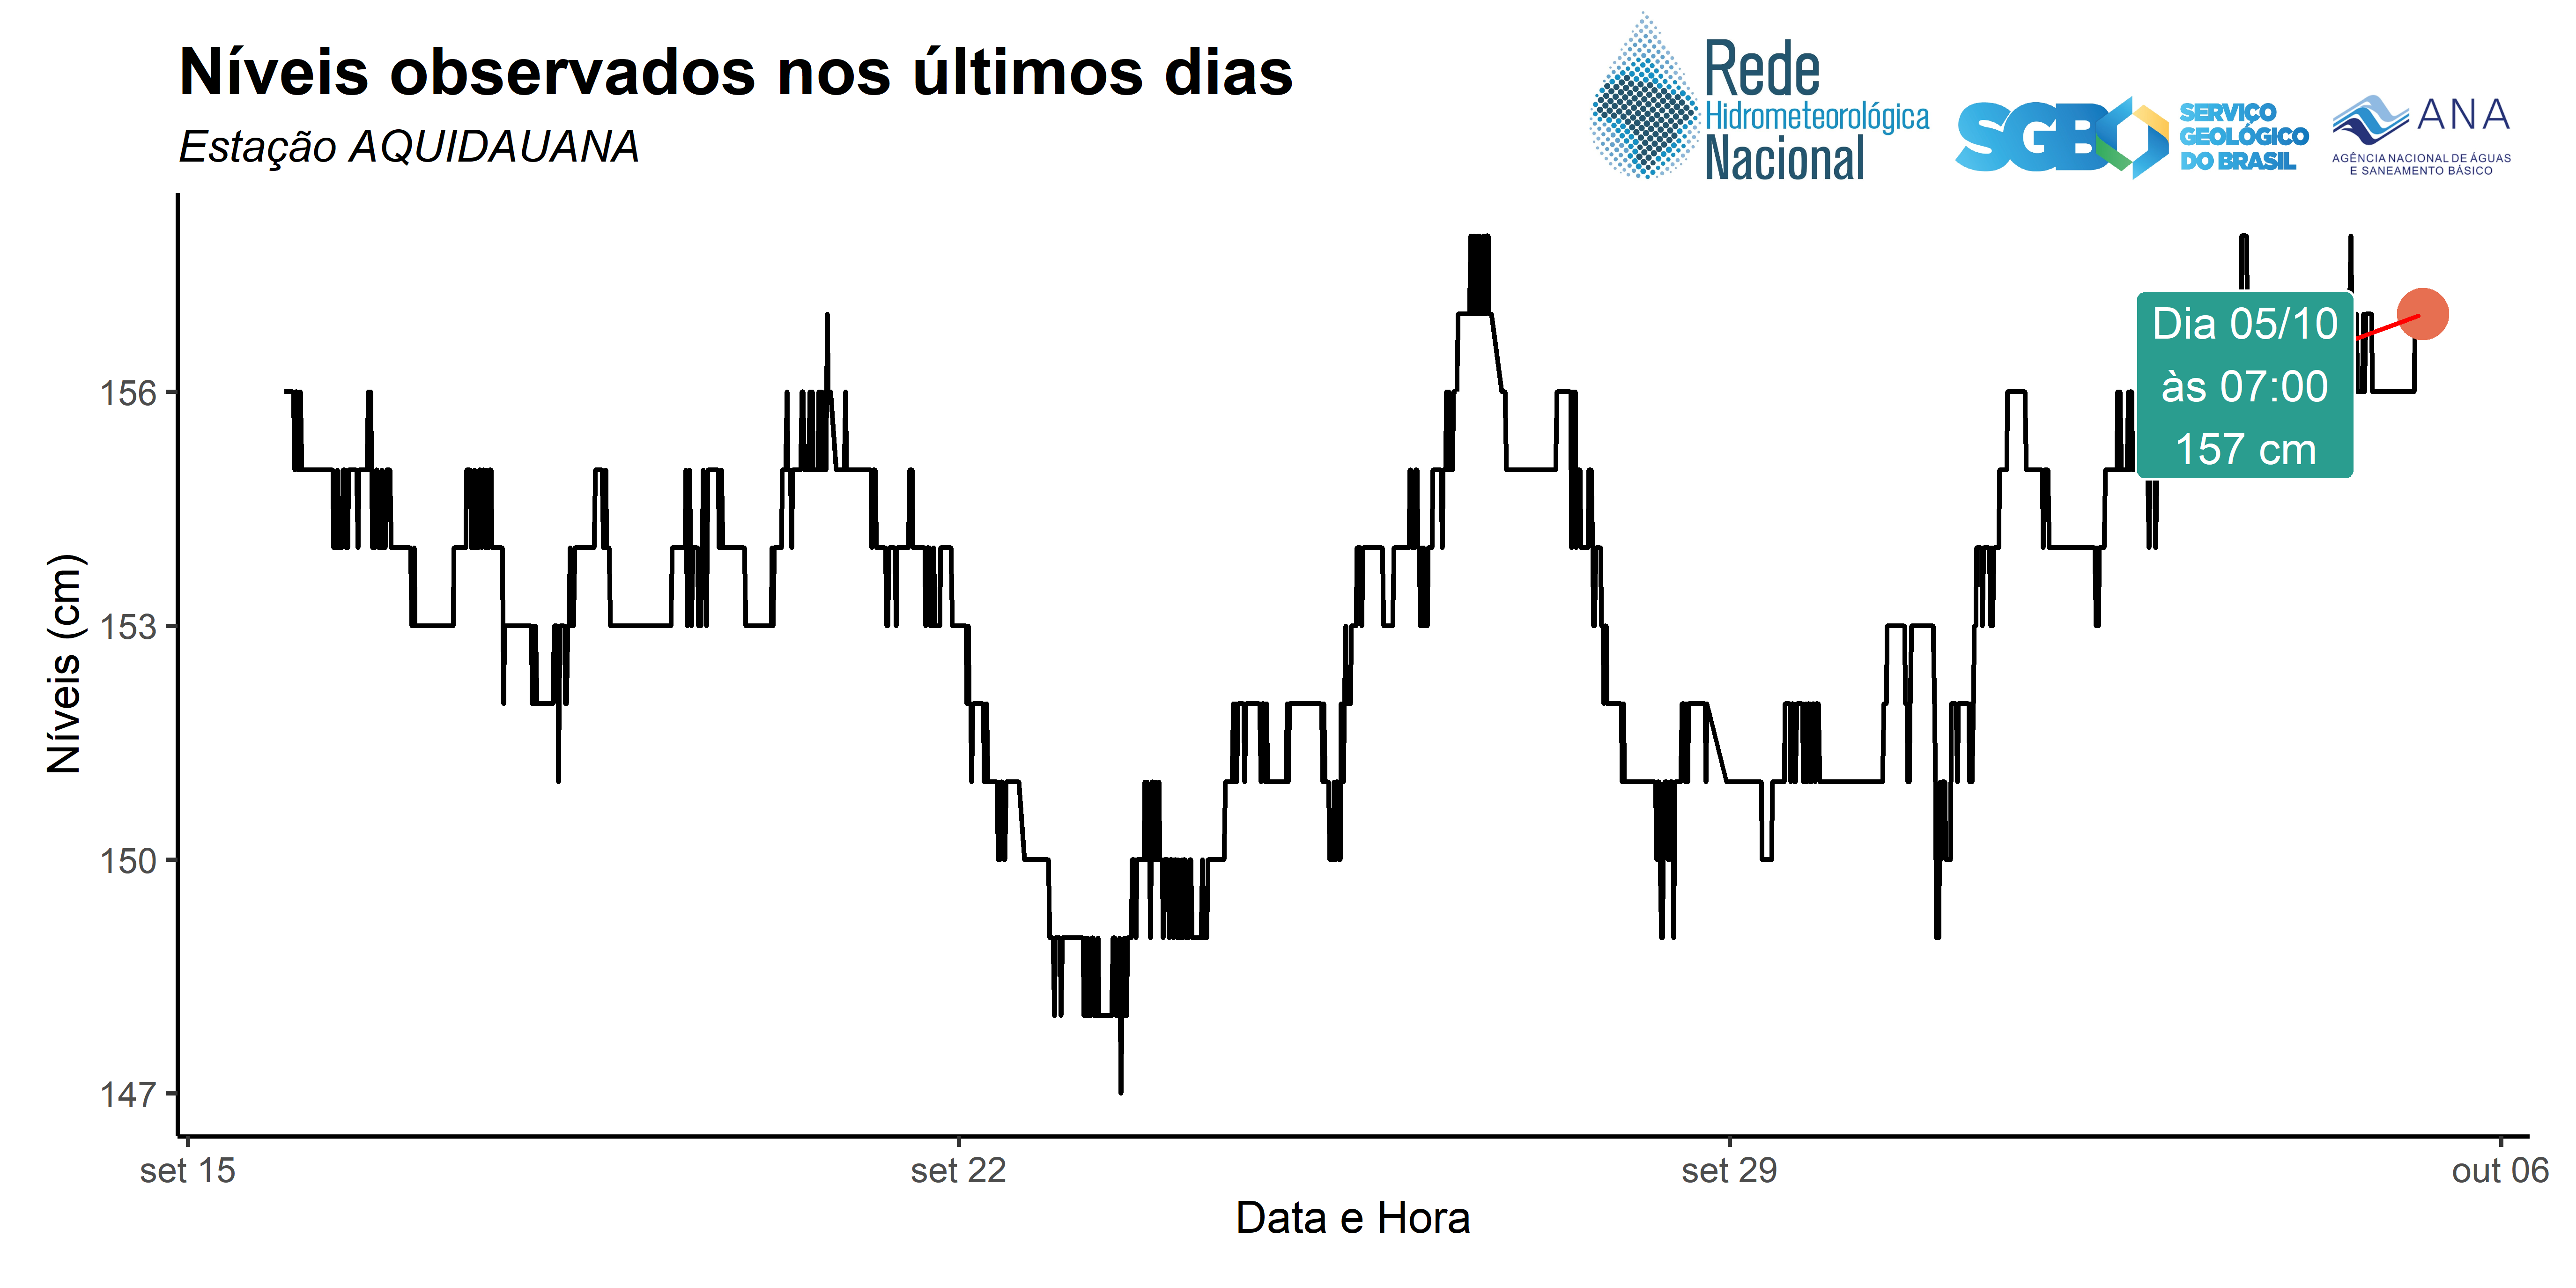 Níveis observados nos últimos dias
Estação AQUIDAUANA
Rede
Hidrometeorológica
Nacional
SGB
SERVIÇO
GEOLÓGICO
DO BRASIL
ANA
AGÊNCIA NACIONAL DE ÁGUAS
E SANEAMENTO BÁSICO
Dia 05/10
às 07:00
157 cm
Níveis (cm)
156
153
150
147
set 15
set 22
set 29
out 06
Data e Hora